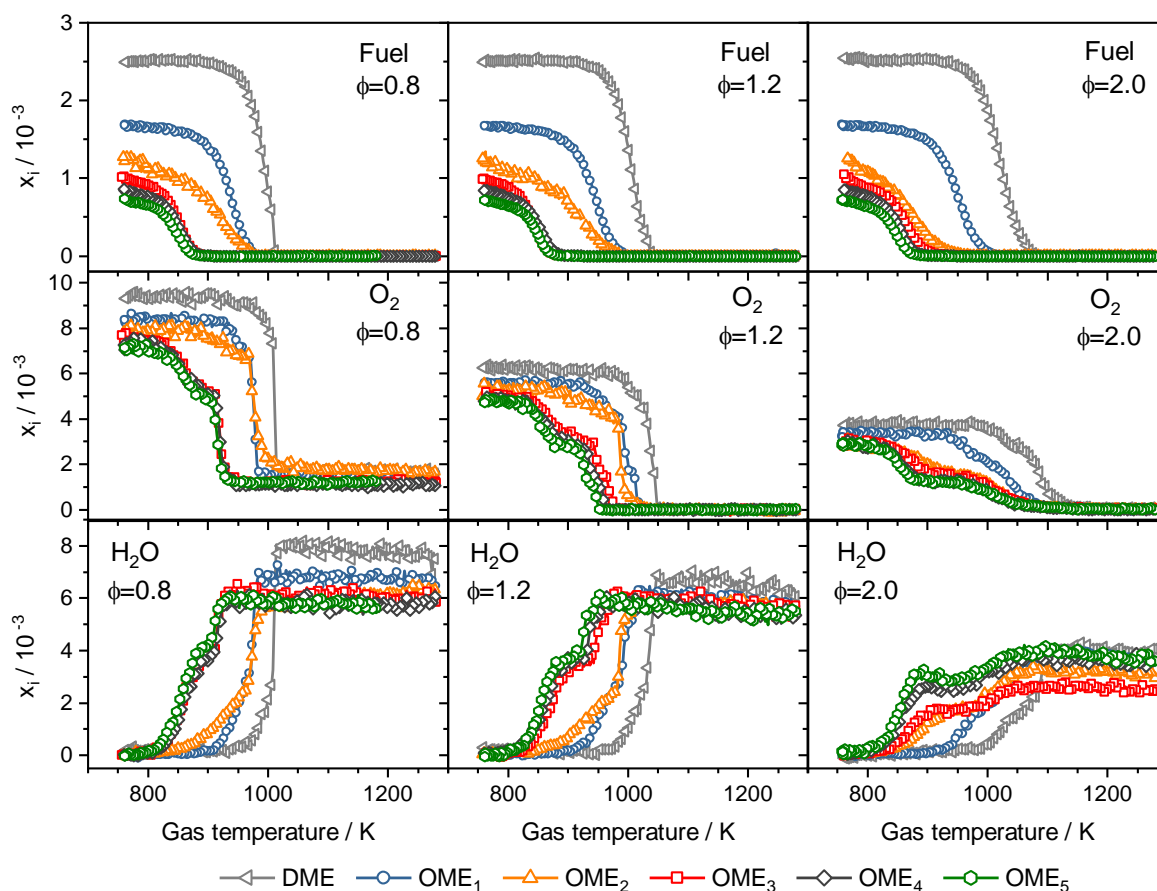 3
2
1
0
x_i / 10^-3
Fuel
ϕ=0.8
Fuel
ϕ=1.2
Fuel
ϕ=2.0
10
8
6
4
2
0
x_i / 10^-3
O₂
ϕ=0.8
O₂
ϕ=1.2
O₂
ϕ=2.0
8
6
4
2
0
x_i / 10^-3
H₂O
ϕ=0.8
H₂O
ϕ=1.2
H₂O
ϕ=2.0
800 1000 1200 800 1000 1200 800 1000 1200
Gas temperature / K Gas temperature / K Gas temperature / K
DME OME₁ OME₂ OME₃ OME₄ OME₅